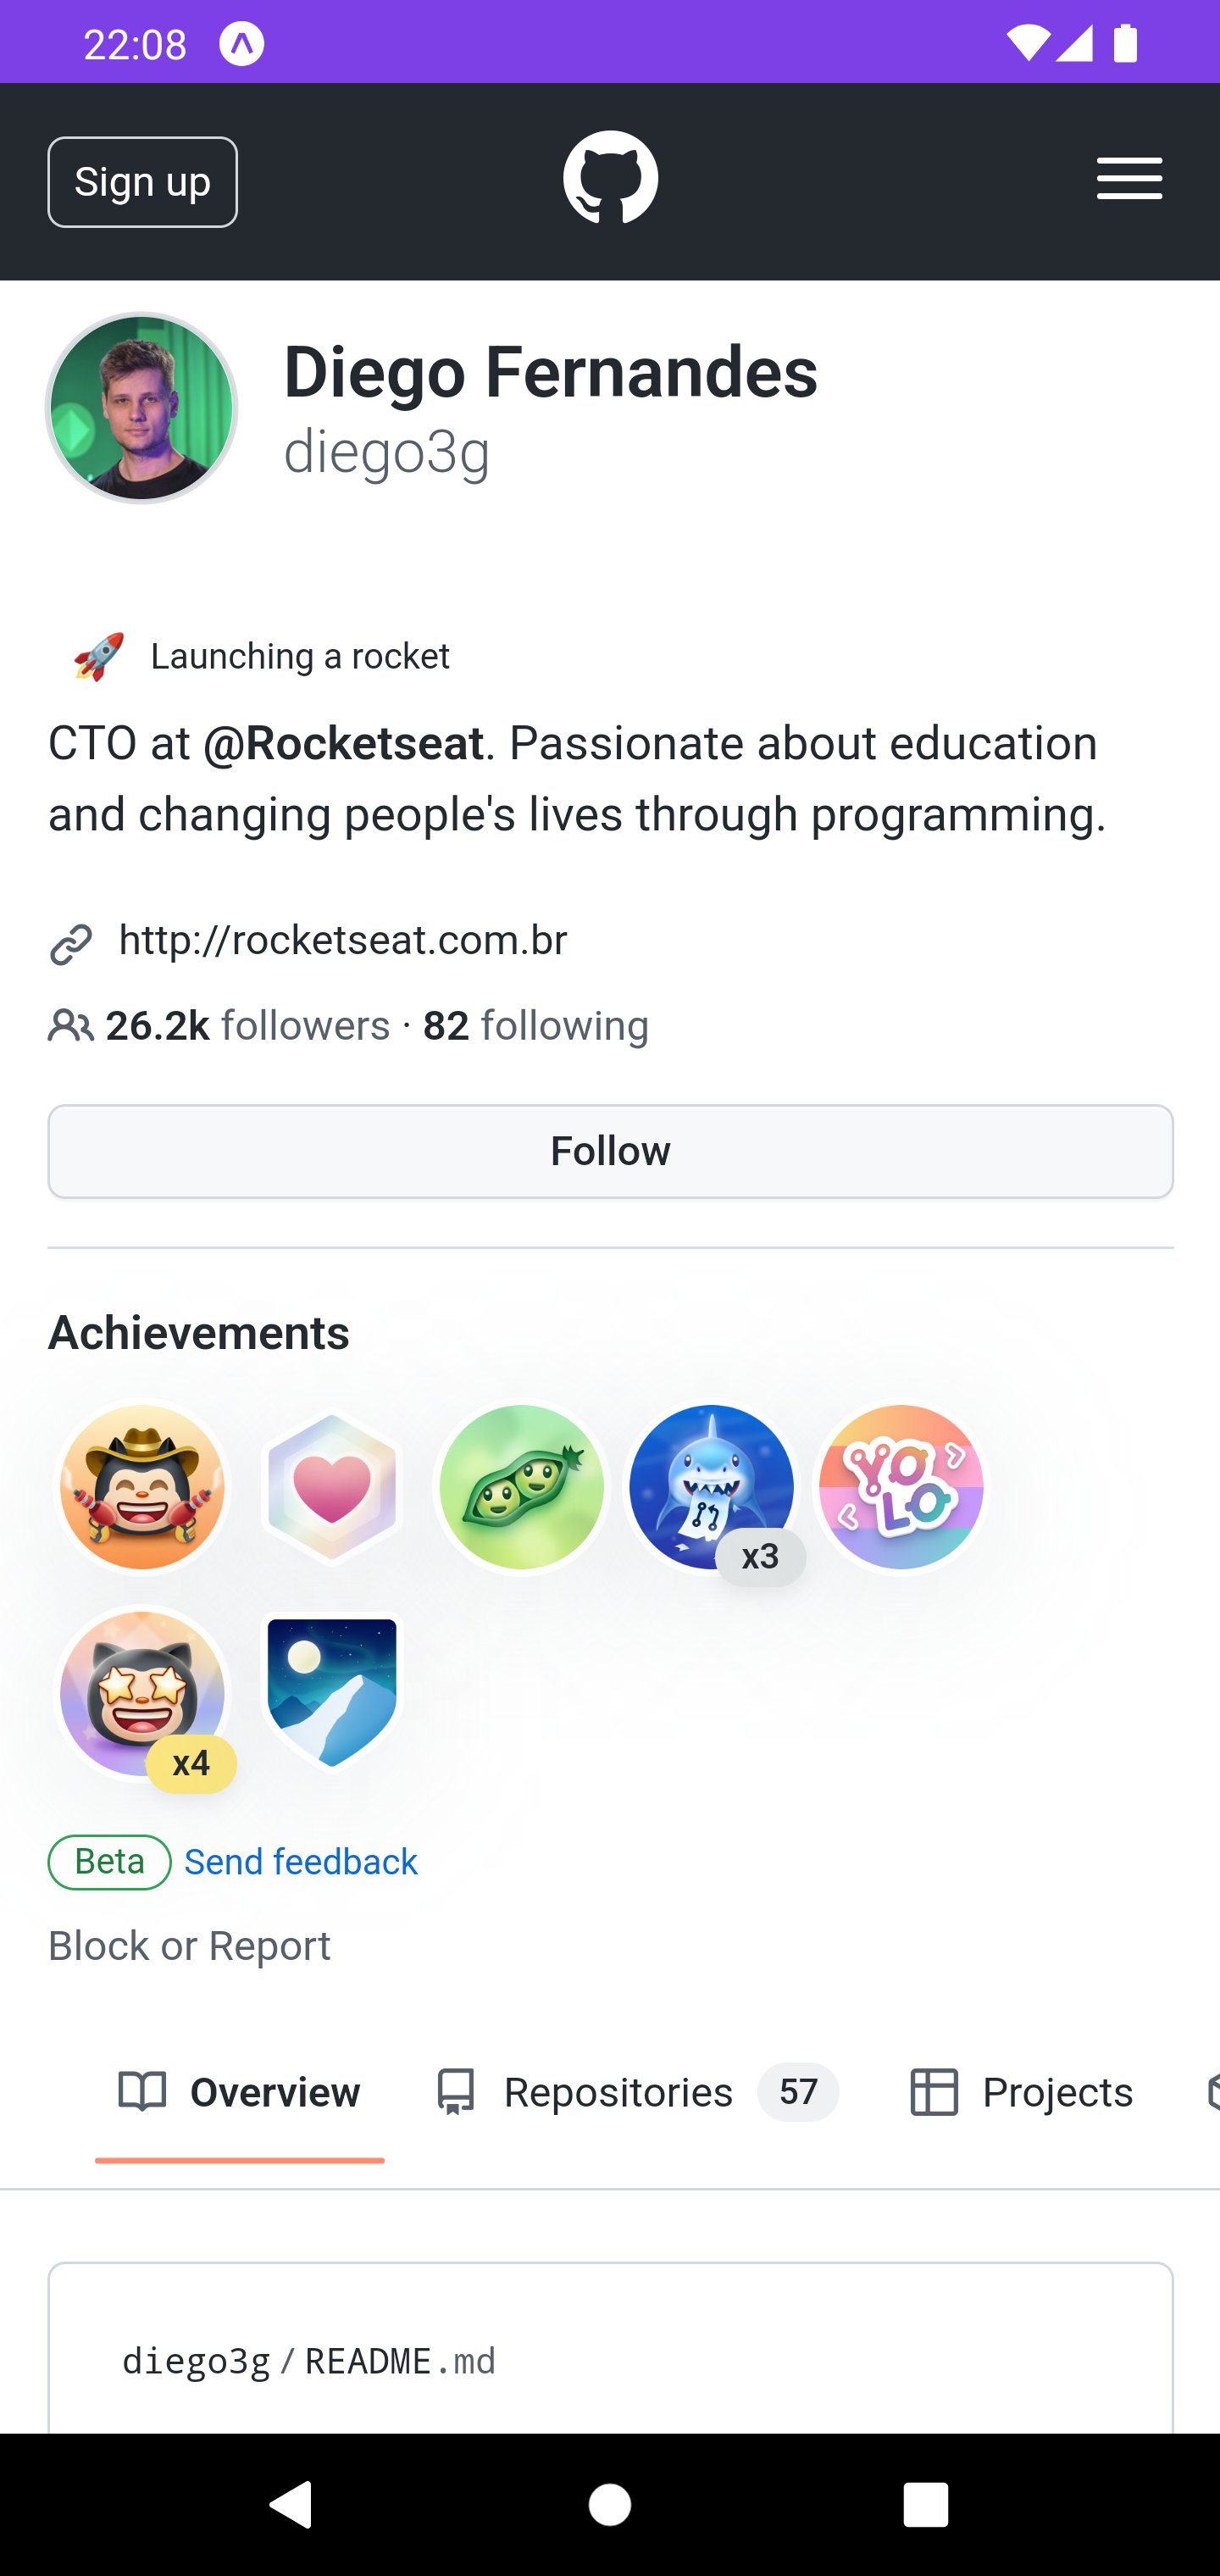 22:08
Sign up
Diego Fernandes
diego3g
Launching a rocket
CTO at @Rocketseat. Passionate about education
and changing people's lives through programming.
http://rocketseat.com.br
26.2k followers · 82 following
Follow
Achievements
YOLO
x3
x4
Beta Send feedback
Block or Report
Overview Repositories 57 Projects
diego3g / README.md